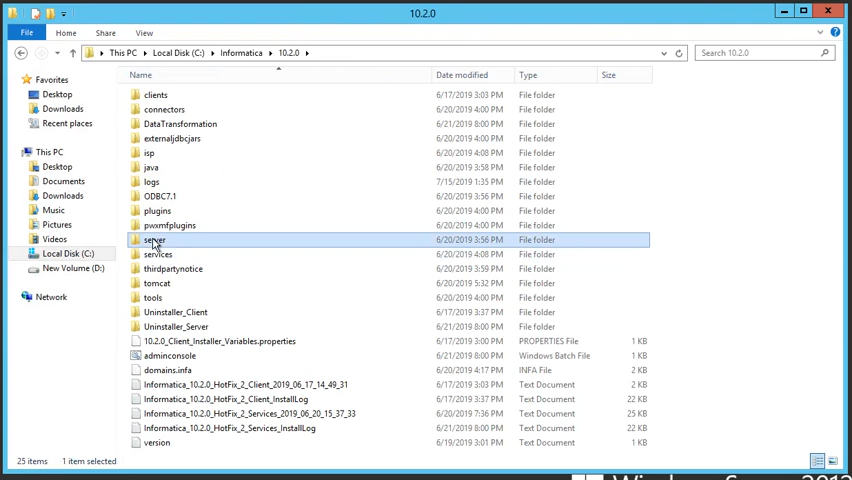 10.2.0
File Home Share View
This PC Local Disk (C:) Informatica 10.2.0
Search 10.2.0
Name Date modified Type Size
Favorites
Desktop
Downloads
Recent places
This PC
Desktop
Documents
Downloads
Music
Pictures
Videos
Local Disk (C:)
New Volume (D:)
Network
clients 6/17/2019 3:03 PM File folder
connectors 6/20/2019 4:00 PM File folder
DataTransformation 6/21/2019 8:00 PM File folder
externaljdbcjars 6/20/2019 4:00 PM File folder
isp 6/20/2019 4:08 PM File folder
java 6/20/2019 3:58 PM File folder
logs 7/15/2019 1:35 PM File folder
ODBC7.1 6/20/2019 3:56 PM File folder
plugins 6/20/2019 4:00 PM File folder
pwxmfplugins 6/20/2019 4:00 PM File folder
server 6/20/2019 3:56 PM File folder
services 6/20/2019 4:08 PM File folder
thirdpartynotice 6/20/2019 3:59 PM File folder
tomcat 6/20/2019 5:32 PM File folder
tools 6/20/2019 4:00 PM File folder
Uninstaller_Client 6/17/2019 3:37 PM File folder
Uninstaller_Server 6/21/2019 8:00 PM File folder
10.2.0_Client_Installer_Variables.properties 6/17/2019 3:00 PM PROPERTIES File 1 KB
adminconsole 6/21/2019 8:00 PM Windows Batch File 1 KB
domains.infa 6/20/2019 4:17 PM INFA File 2 KB
Informatica_10.2.0_HotFix_2_Client_2019_06_17_14_49_31 6/17/2019 3:03 PM Text Document 2 KB
Informatica_10.2.0_HotFix_2_Client_InstallLog 6/17/2019 3:37 PM Text Document 22 KB
Informatica_10.2.0_HotFix_2_Services_2019_06_20_15_37_33 6/20/2019 7:36 PM Text Document 25 KB
Informatica_10.2.0_HotFix_2_Services_InstallLog 6/21/2019 8:00 PM Text Document 22 KB
version 6/19/2019 3:01 PM Text Document 1 KB
25 items 1 item selected